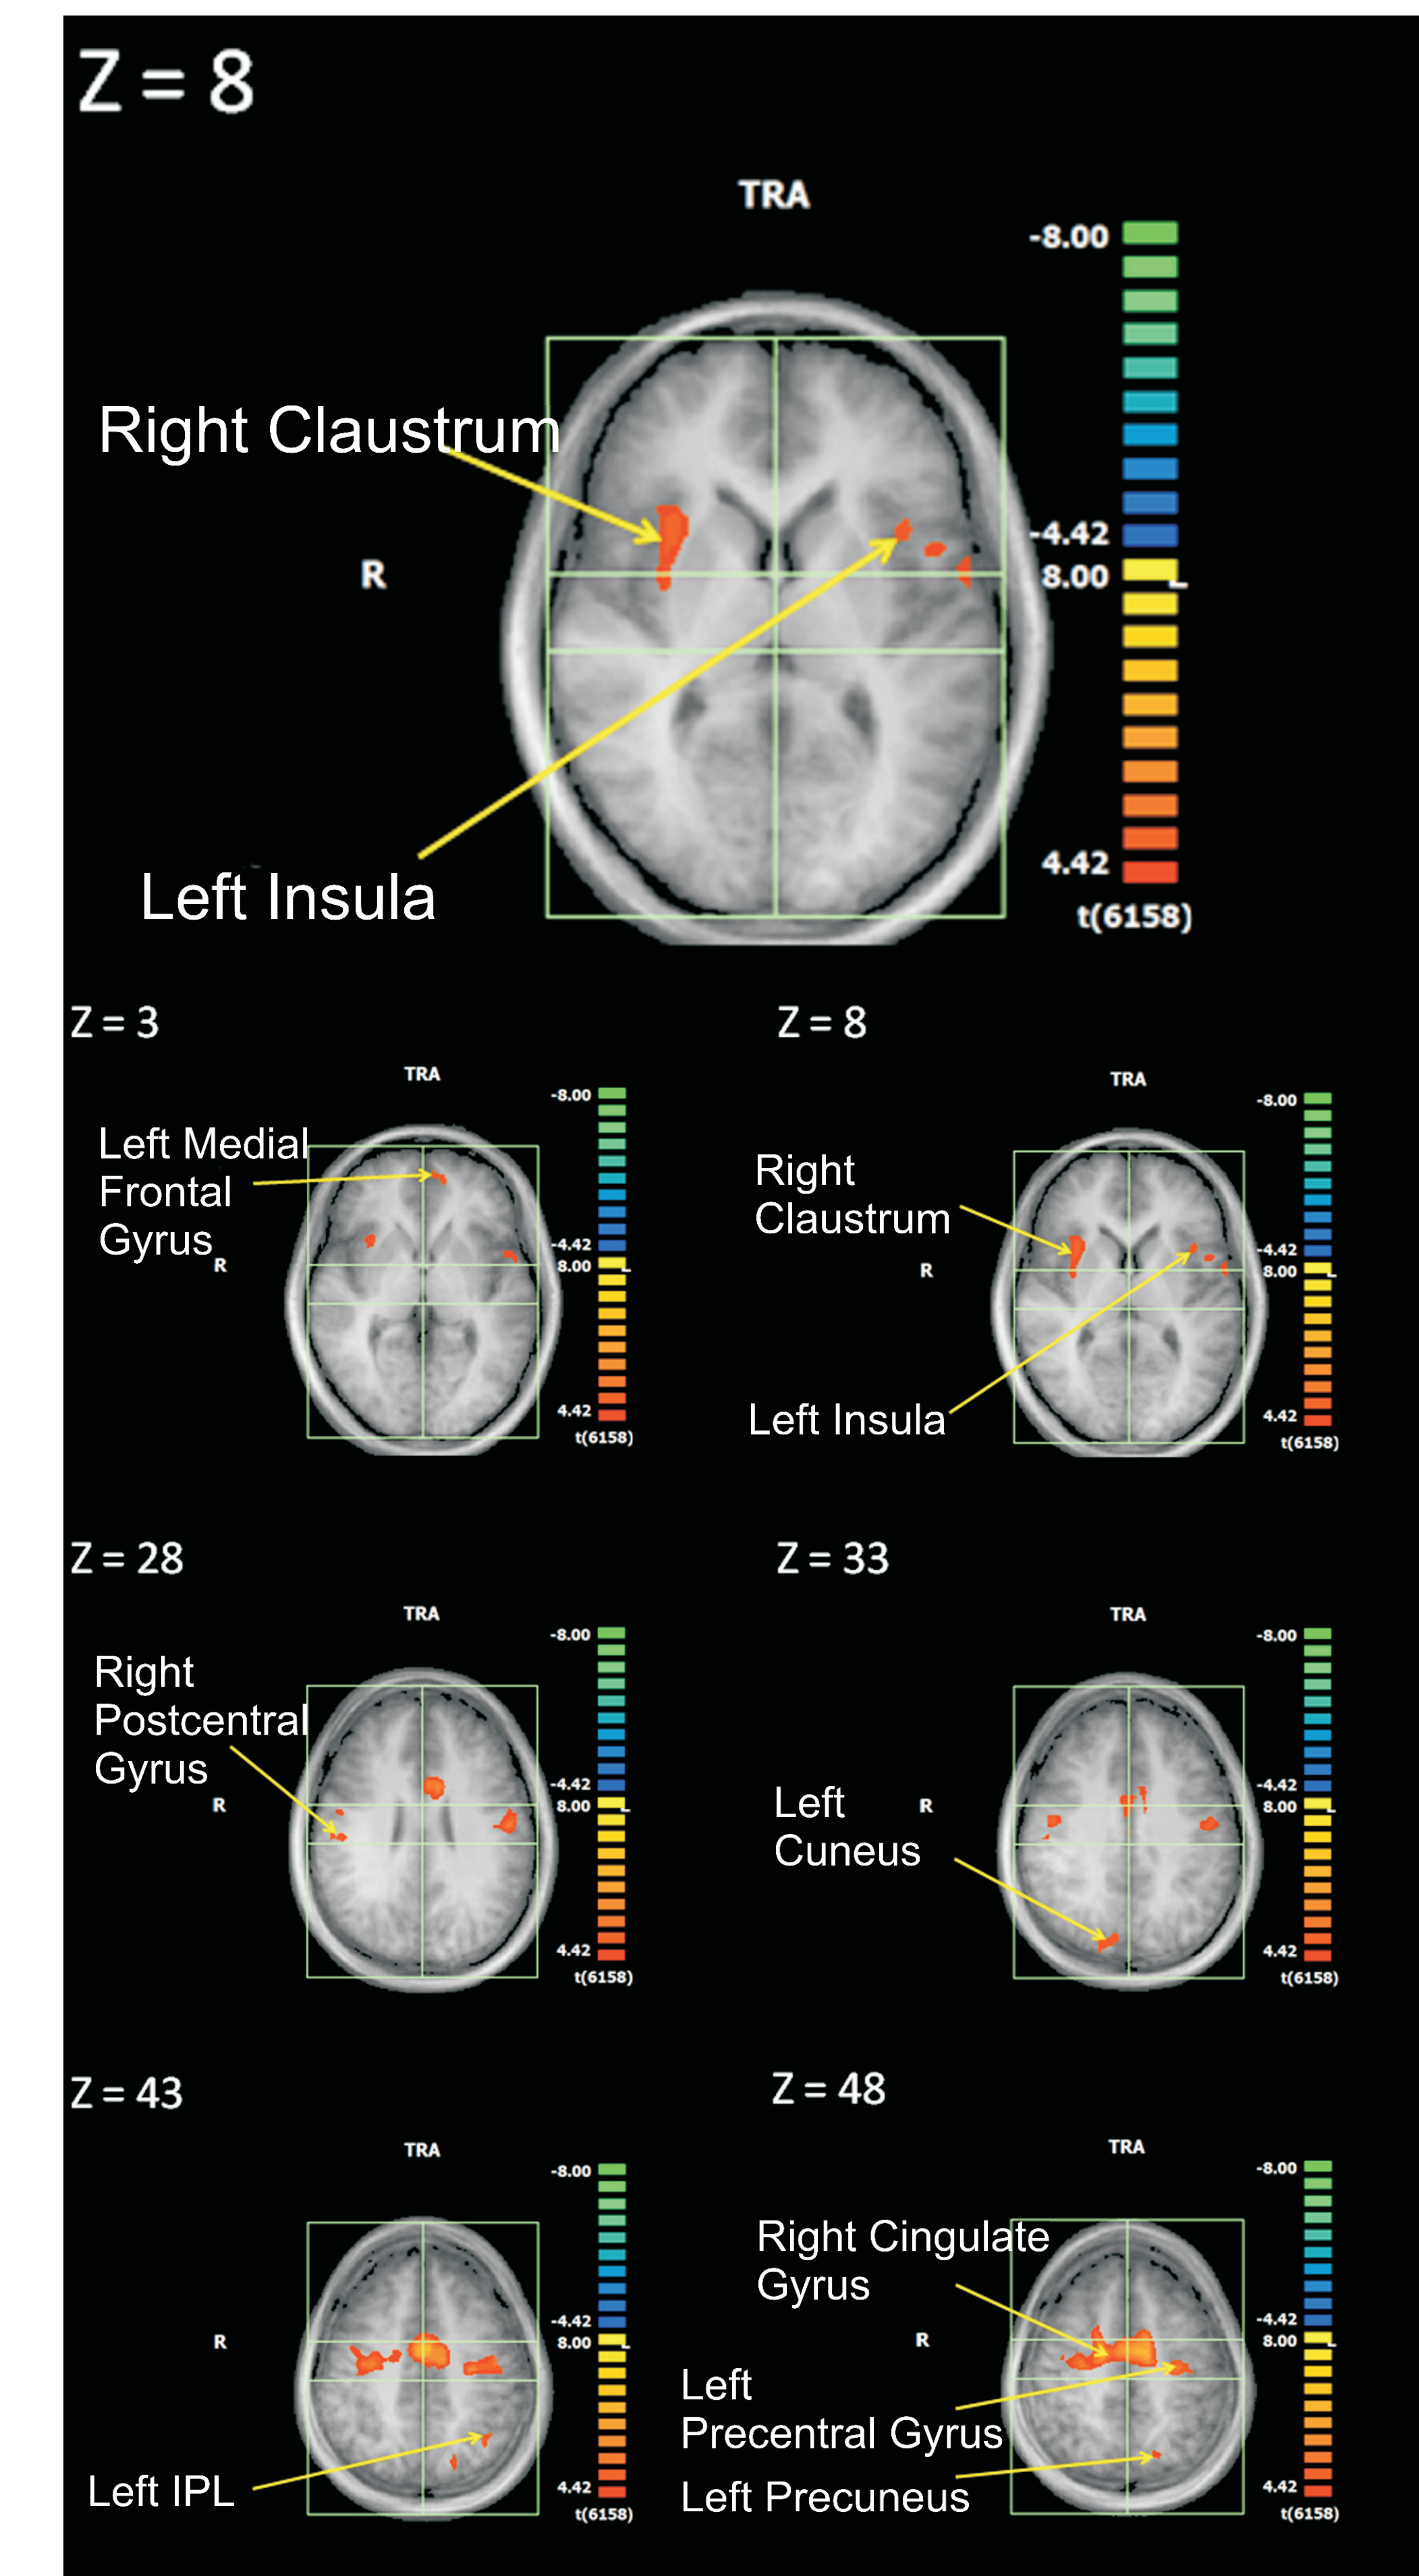 Z = 8
TRA
-8.00
Right Claustrum
-4.42
R
8.00
L
4.42
Left Insula
t(6158)
Z = 3
TRA
-8.00
Left Medial
Frontal
Gyrus
-4.42
R
8.00
L
4.42
t(6158)
Z = 8
TRA
-8.00
Right
Claustrum
-4.42
R
8.00
L
Left Insula
4.42
t(6158)
Z = 28
TRA
-8.00
Right
Postcentral
Gyrus
-4.42
R
8.00
L
4.42
t(6158)
Z = 33
TRA
-8.00
-4.42
Left
Cuneus
R
8.00
L
4.42
t(6158)
Z = 43
TRA
-8.00
-4.42
R
8.00
L
Left IPL
4.42
t(6158)
Z = 48
TRA
-8.00
Right Cingulate
Gyrus
-4.42
R
8.00
L
Left
Precentral Gyrus
Left Precuneus
4.42
t(6158)